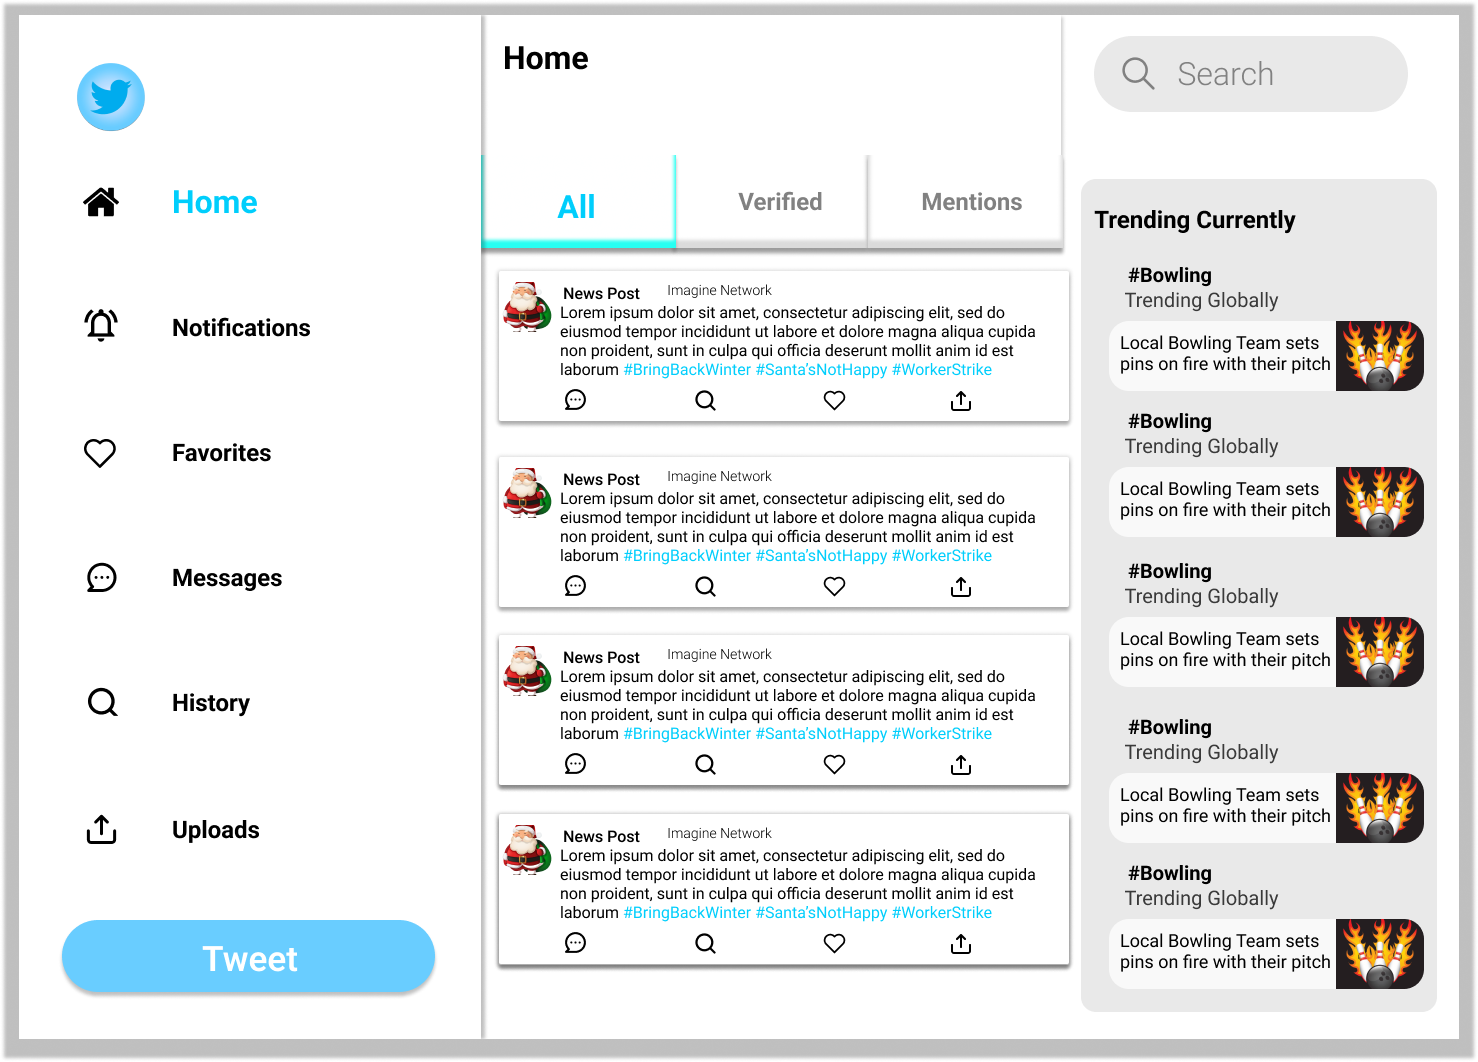 Home
Notifications
Favorites
Messages
History
Uploads
Tweet
Home
All
Verified
Mentions
News Post Imagine Network
Lorem ipsum dolor sit amet, consectetur adipiscing elit, sed do
eiusmod tempor incididunt ut labore et dolore magna aliqua cupida
non proident, sunt in culpa qui officia deserunt mollit anim id est
laborum #BringBackWinter #Santa'sNotHappy #WorkerStrike
News Post Imagine Network
Lorem ipsum dolor sit amet, consectetur adipiscing elit, sed do
eiusmod tempor incididunt ut labore et dolore magna aliqua cupida
non proident, sunt in culpa qui officia deserunt mollit anim id est
laborum #BringBackWinter #Santa'sNotHappy #WorkerStrike
News Post Imagine Network
Lorem ipsum dolor sit amet, consectetur adipiscing elit, sed do
eiusmod tempor incididunt ut labore et dolore magna aliqua cupida
non proident, sunt in culpa qui officia deserunt mollit anim id est
laborum #BringBackWinter #Santa'sNotHappy #WorkerStrike
News Post Imagine Network
Lorem ipsum dolor sit amet, consectetur adipiscing elit, sed do
eiusmod tempor incididunt ut labore et dolore magna aliqua cupida
non proident, sunt in culpa qui officia deserunt mollit anim id est
laborum #BringBackWinter #Santa'sNotHappy #WorkerStrike
Search
Trending Currently
#Bowling
Trending Globally
Local Bowling Team sets
pins on fire with their pitch
#Bowling
Trending Globally
Local Bowling Team sets
pins on fire with their pitch
#Bowling
Trending Globally
Local Bowling Team sets
pins on fire with their pitch
#Bowling
Trending Globally
Local Bowling Team sets
pins on fire with their pitch
#Bowling
Trending Globally
Local Bowling Team sets
pins on fire with their pitch